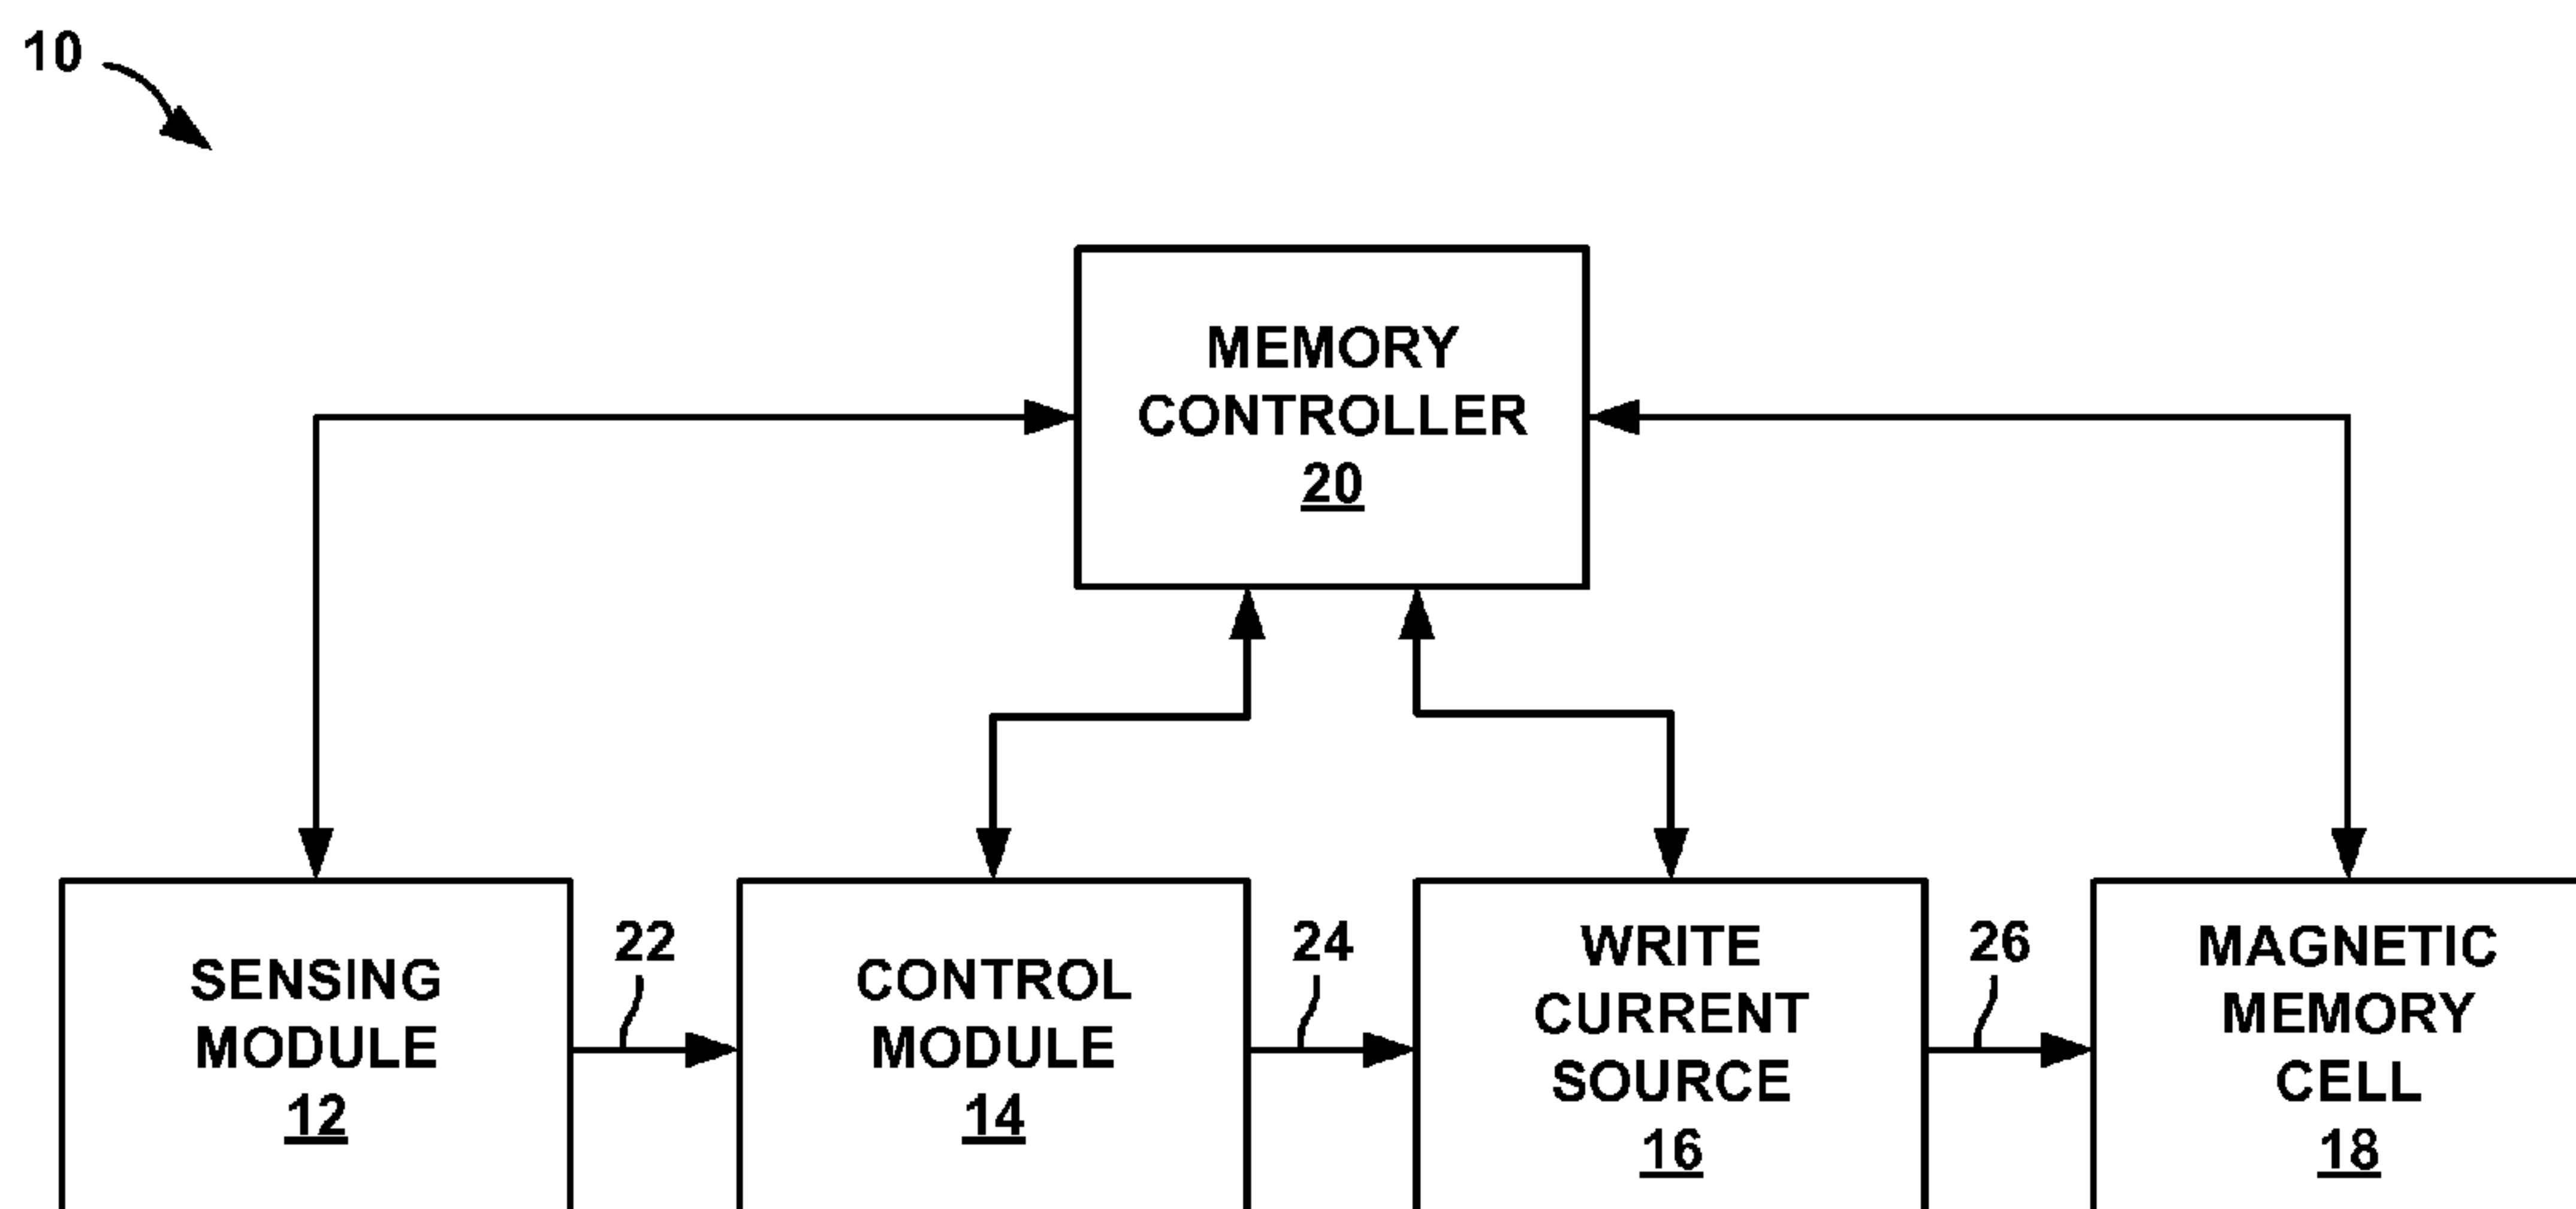 10
MEMORY
CONTROLLER
20
22
24
26
SENSING
MODULE
12
CONTROL
MODULE
14
WRITE
CURRENT
SOURCE
16
MAGNETIC
MEMORY
CELL
18